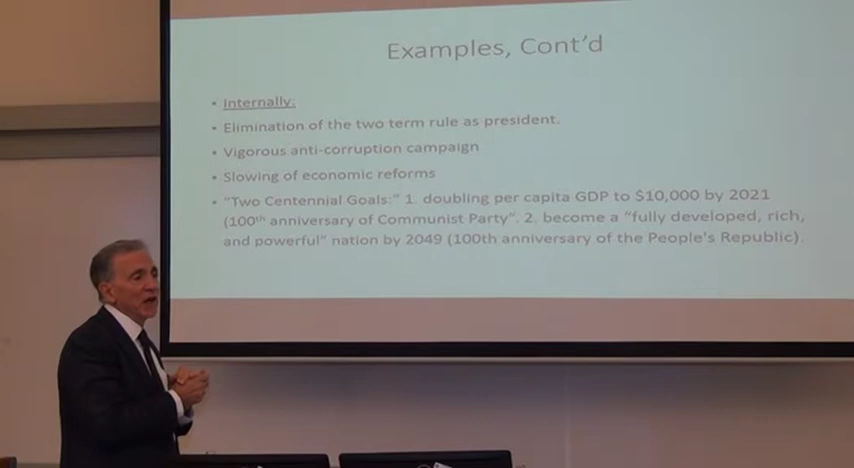 Examples, Cont'd
• Internally:
• Elimination of the two term rule as president.
• Vigorous anti-corruption campaign
• Slowing of economic reforms
• "Two Centennial Goals:" 1. doubling per capita GDP to $10,000 by 2021
(100th anniversary of Communist Party". 2. become a "fully developed, rich,
and powerful" nation by 2049 (100th anniversary of the People's Republic).